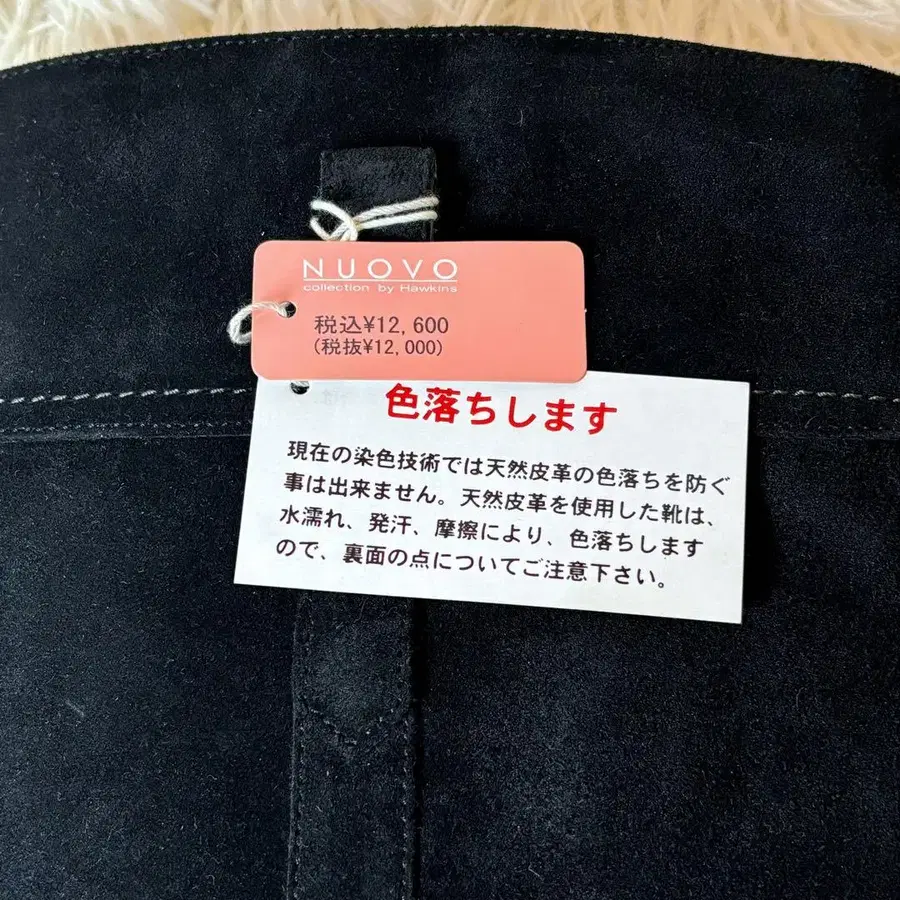 NUOVO
collection by Hawkins
税込¥12,600
(税抜¥12,000)
色落ちします
現在の染色技術では天然皮革の色落ちを防ぐ
事は出来ません。天然皮革を使用した靴は、
水濡れ、発汗、摩擦により、色落ちします
ので、裏面の点についてご注意下さい。